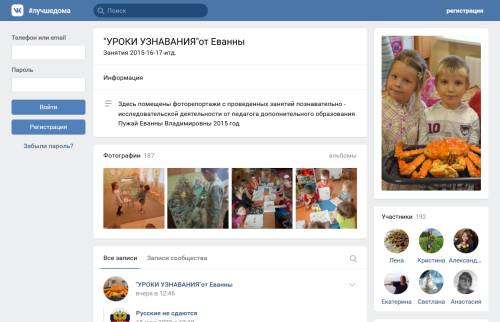 #лучшедома
Поиск
регистрация
Телефон или email
Пароль
Войти
Регистрация
Забыли пароль?
"УРОКИ УЗНАВАНИЯ"от Еванны
Занятия 2015-16-17-итд.
Информация
Здесь помещены фоторепортажи с проведенных занятий познавательно -
исследовательской деятельности от педагога дополнительного образования
Пужай Еванны Владимировны 2015 год
Фотографии 187
альбомы
Все записи
Записи сообщества
"УРОКИ УЗНАВАНИЯ"от Еванны
вчера в 12:46
Русские не сдаются
Участники 192
Лена
Кристина
Александ...
Екатерина
Светлана
Анастасия